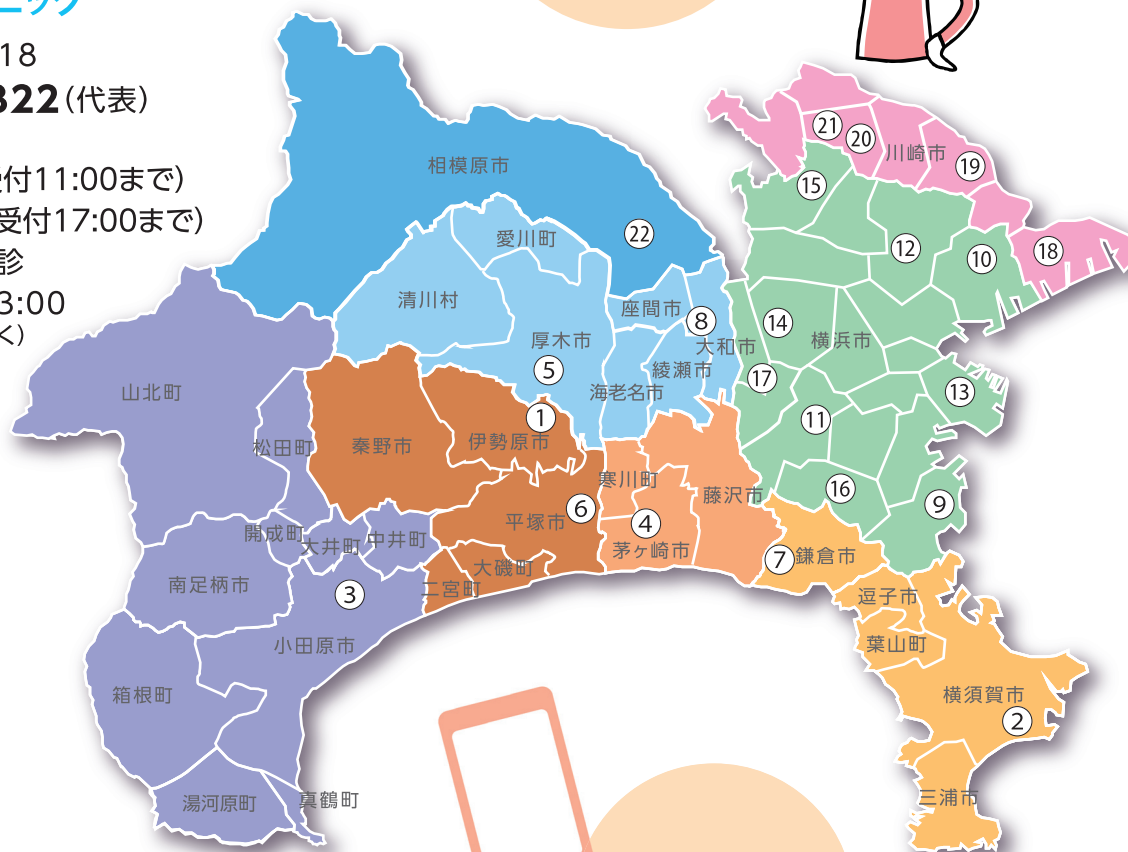 ニック
18
322(代表)
付11:00まで)
受付17:00まで)
診
3:00
く)
相模原市
愛川町
清川村
厚木市
座間市
大和市
綾瀬市
海老名市
川崎市
横浜市
山北町
松田町
秦野市
伊勢原市
寒川町
藤沢市
平塚市
茅ヶ崎市
開成町
大井町
中井町
大磯町
二宮町
南足柄市
小田原市
箱根町
湯河原町
真鶴町
鎌倉市
逗子市
葉山町
横須賀市
三浦市
①
②
③
④
⑤
⑥
⑦
⑧
⑨
⑩
⑪
⑫
⑬
⑭
⑮
⑯
⑰
⑱
⑲
⑳
㉑
㉒